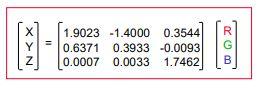 X 1.9023 -1.4000 0.3544 R
Y = 0.6371 0.3933 -0.0093 G
Z 0.0007 0.0033 1.7462 B